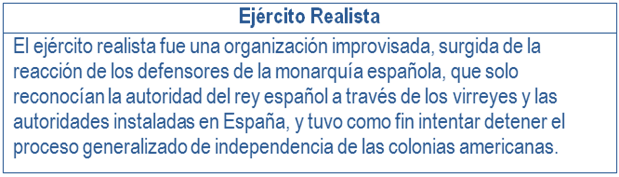 Ejército Realista
El ejército realista fue una organización improvisada, surgida de la
reacción de los defensores de la monarquía española, que solo
reconocían la autoridad del rey español a través de los virreyes y las
autoridades instaladas en España, y tuvo como fin intentar detener el
proceso generalizado de independencia de las colonias americanas.